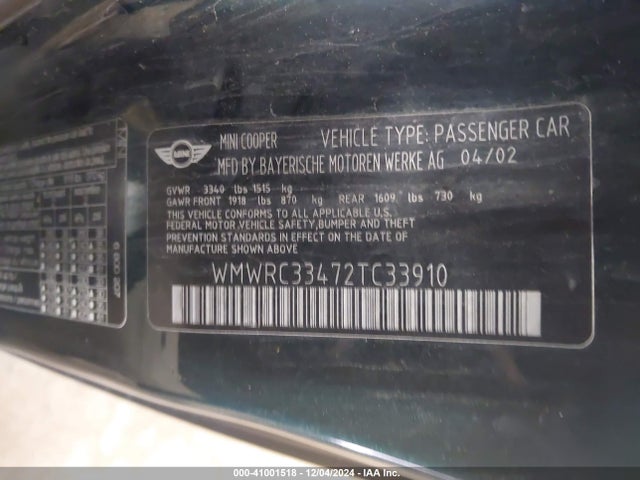 MINI
MINI COOPER VEHICLE TYPE: PASSENGER CAR
MFD BY: BAYERISCHE MOTOREN WERKE AG 04/02
GVWR 3340 lbs 1515 kg
GAWR FRONT 1918 lbs 870 kg REAR 1609 lbs 730 kg
THIS VEHICLE CONFORMS TO ALL APPLICABLE U.S.
FEDERAL MOTOR VEHICLE SAFETY,BUMPER AND THEFT
PREVENTION STANDARDS IN EFFECT ON THE DATE OF
MANUFACTURE SHOWN ABOVE
WMWRC33472TC33910
000-41001518 - 12/04/2024 - IAA Inc.